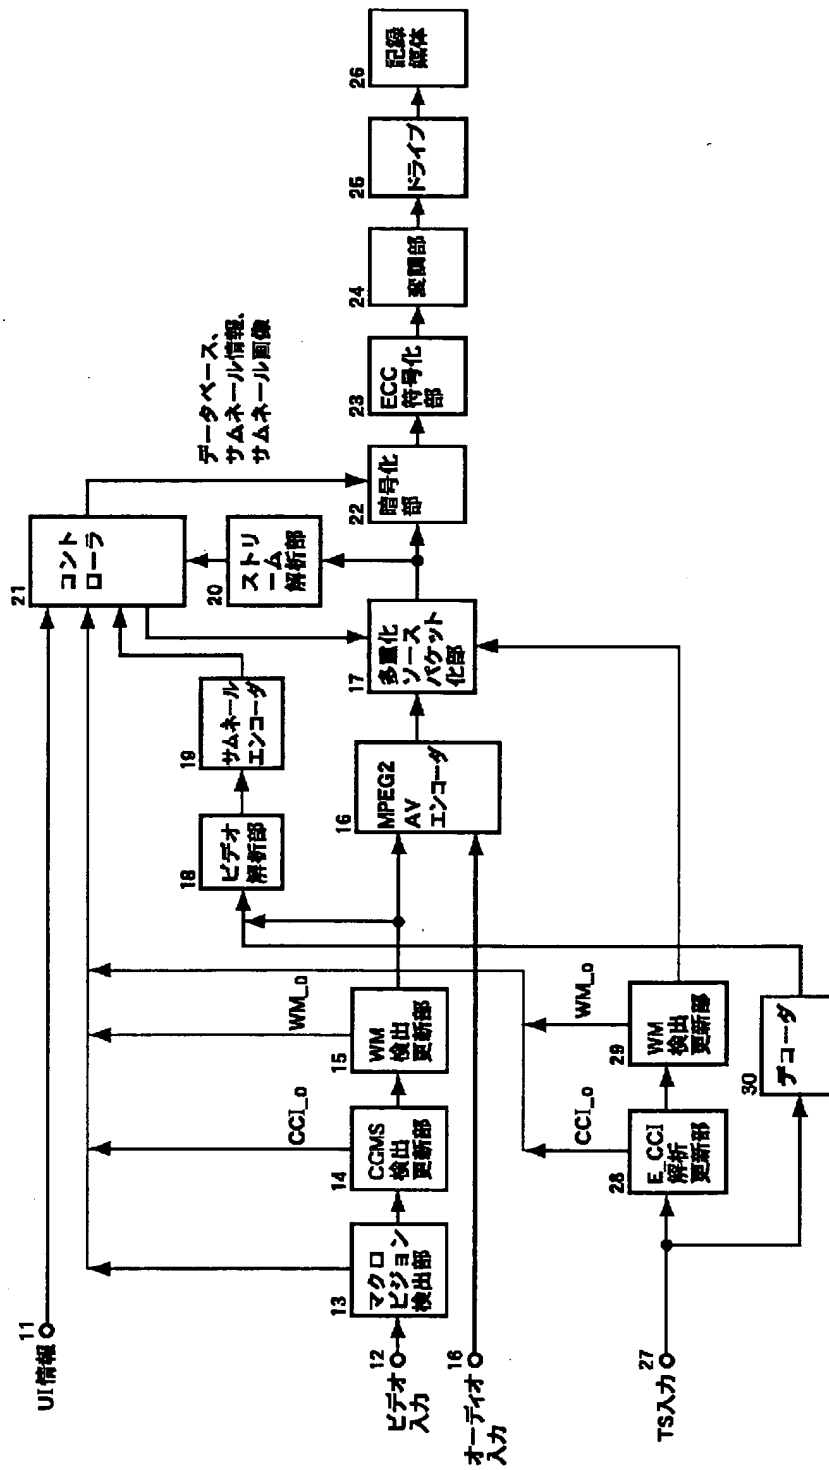 11
UI情報
12
ビデオ
入力
16
オーディオ
入力
27
TS入力
13
マクロ
ビジョン
検出部
14
CGMS
検出
更新部
CCI_o
15
WM
検出
更新部
WM_o
28
E_CCI
解析
更新部
CCI_o
29
WM
検出
更新部
WM_o
30
デコーダ
18
ビデオ
解析部
19
サムネール
エンコーダ
16
MPEG2
AV
エンコーダ
17
多重化
ソース
パケット
化部
20
ストリ
ーム
解析部
21
コント
ローラ
データベース、
サムネール情報、
サムネール画像
22
暗号化
部
23
ECC
符号化
部
24
変調部
25
ドライブ
26
記録
媒体